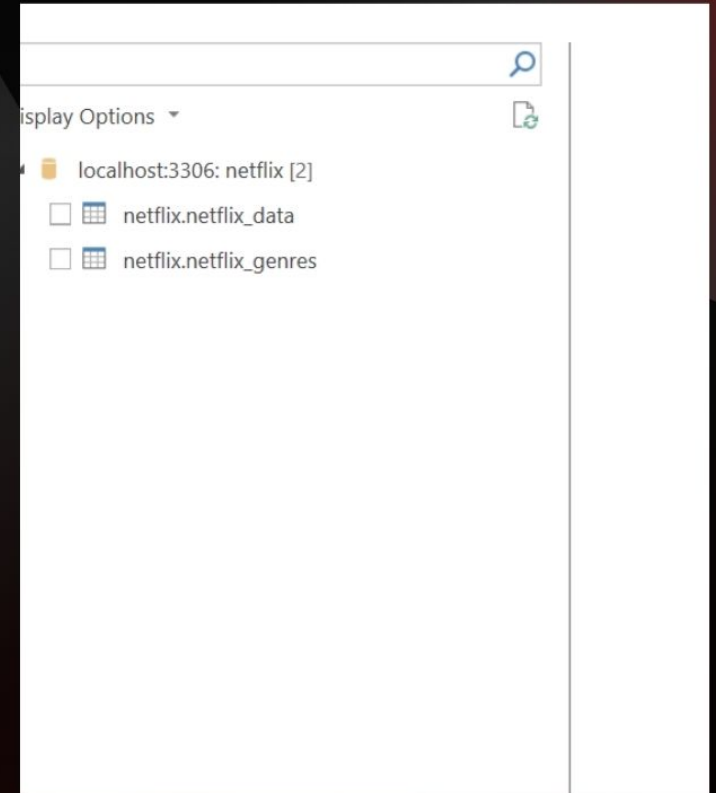 isplay Options
localhost:3306: netflix [2]
netflix.netflix_data
netflix.netflix_genres